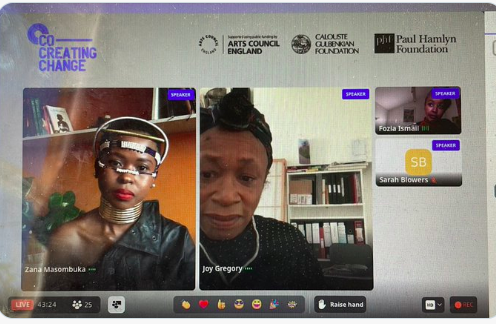 CO
CREATING
CHANGE
ARTS COUNCIL
ENGLAND
CALOUSTE
GULBENKIAN
FOUNDATION
Paul Hamlyn
Foundation
SPEAKER
SPEAKER
SPEAKER
Fozia Ismail
SPEAKER
SB
Sarah Blowers
Zana Masombuka
Joy Gregory
LIVE
43:24
25
Raise hand
HD
REC